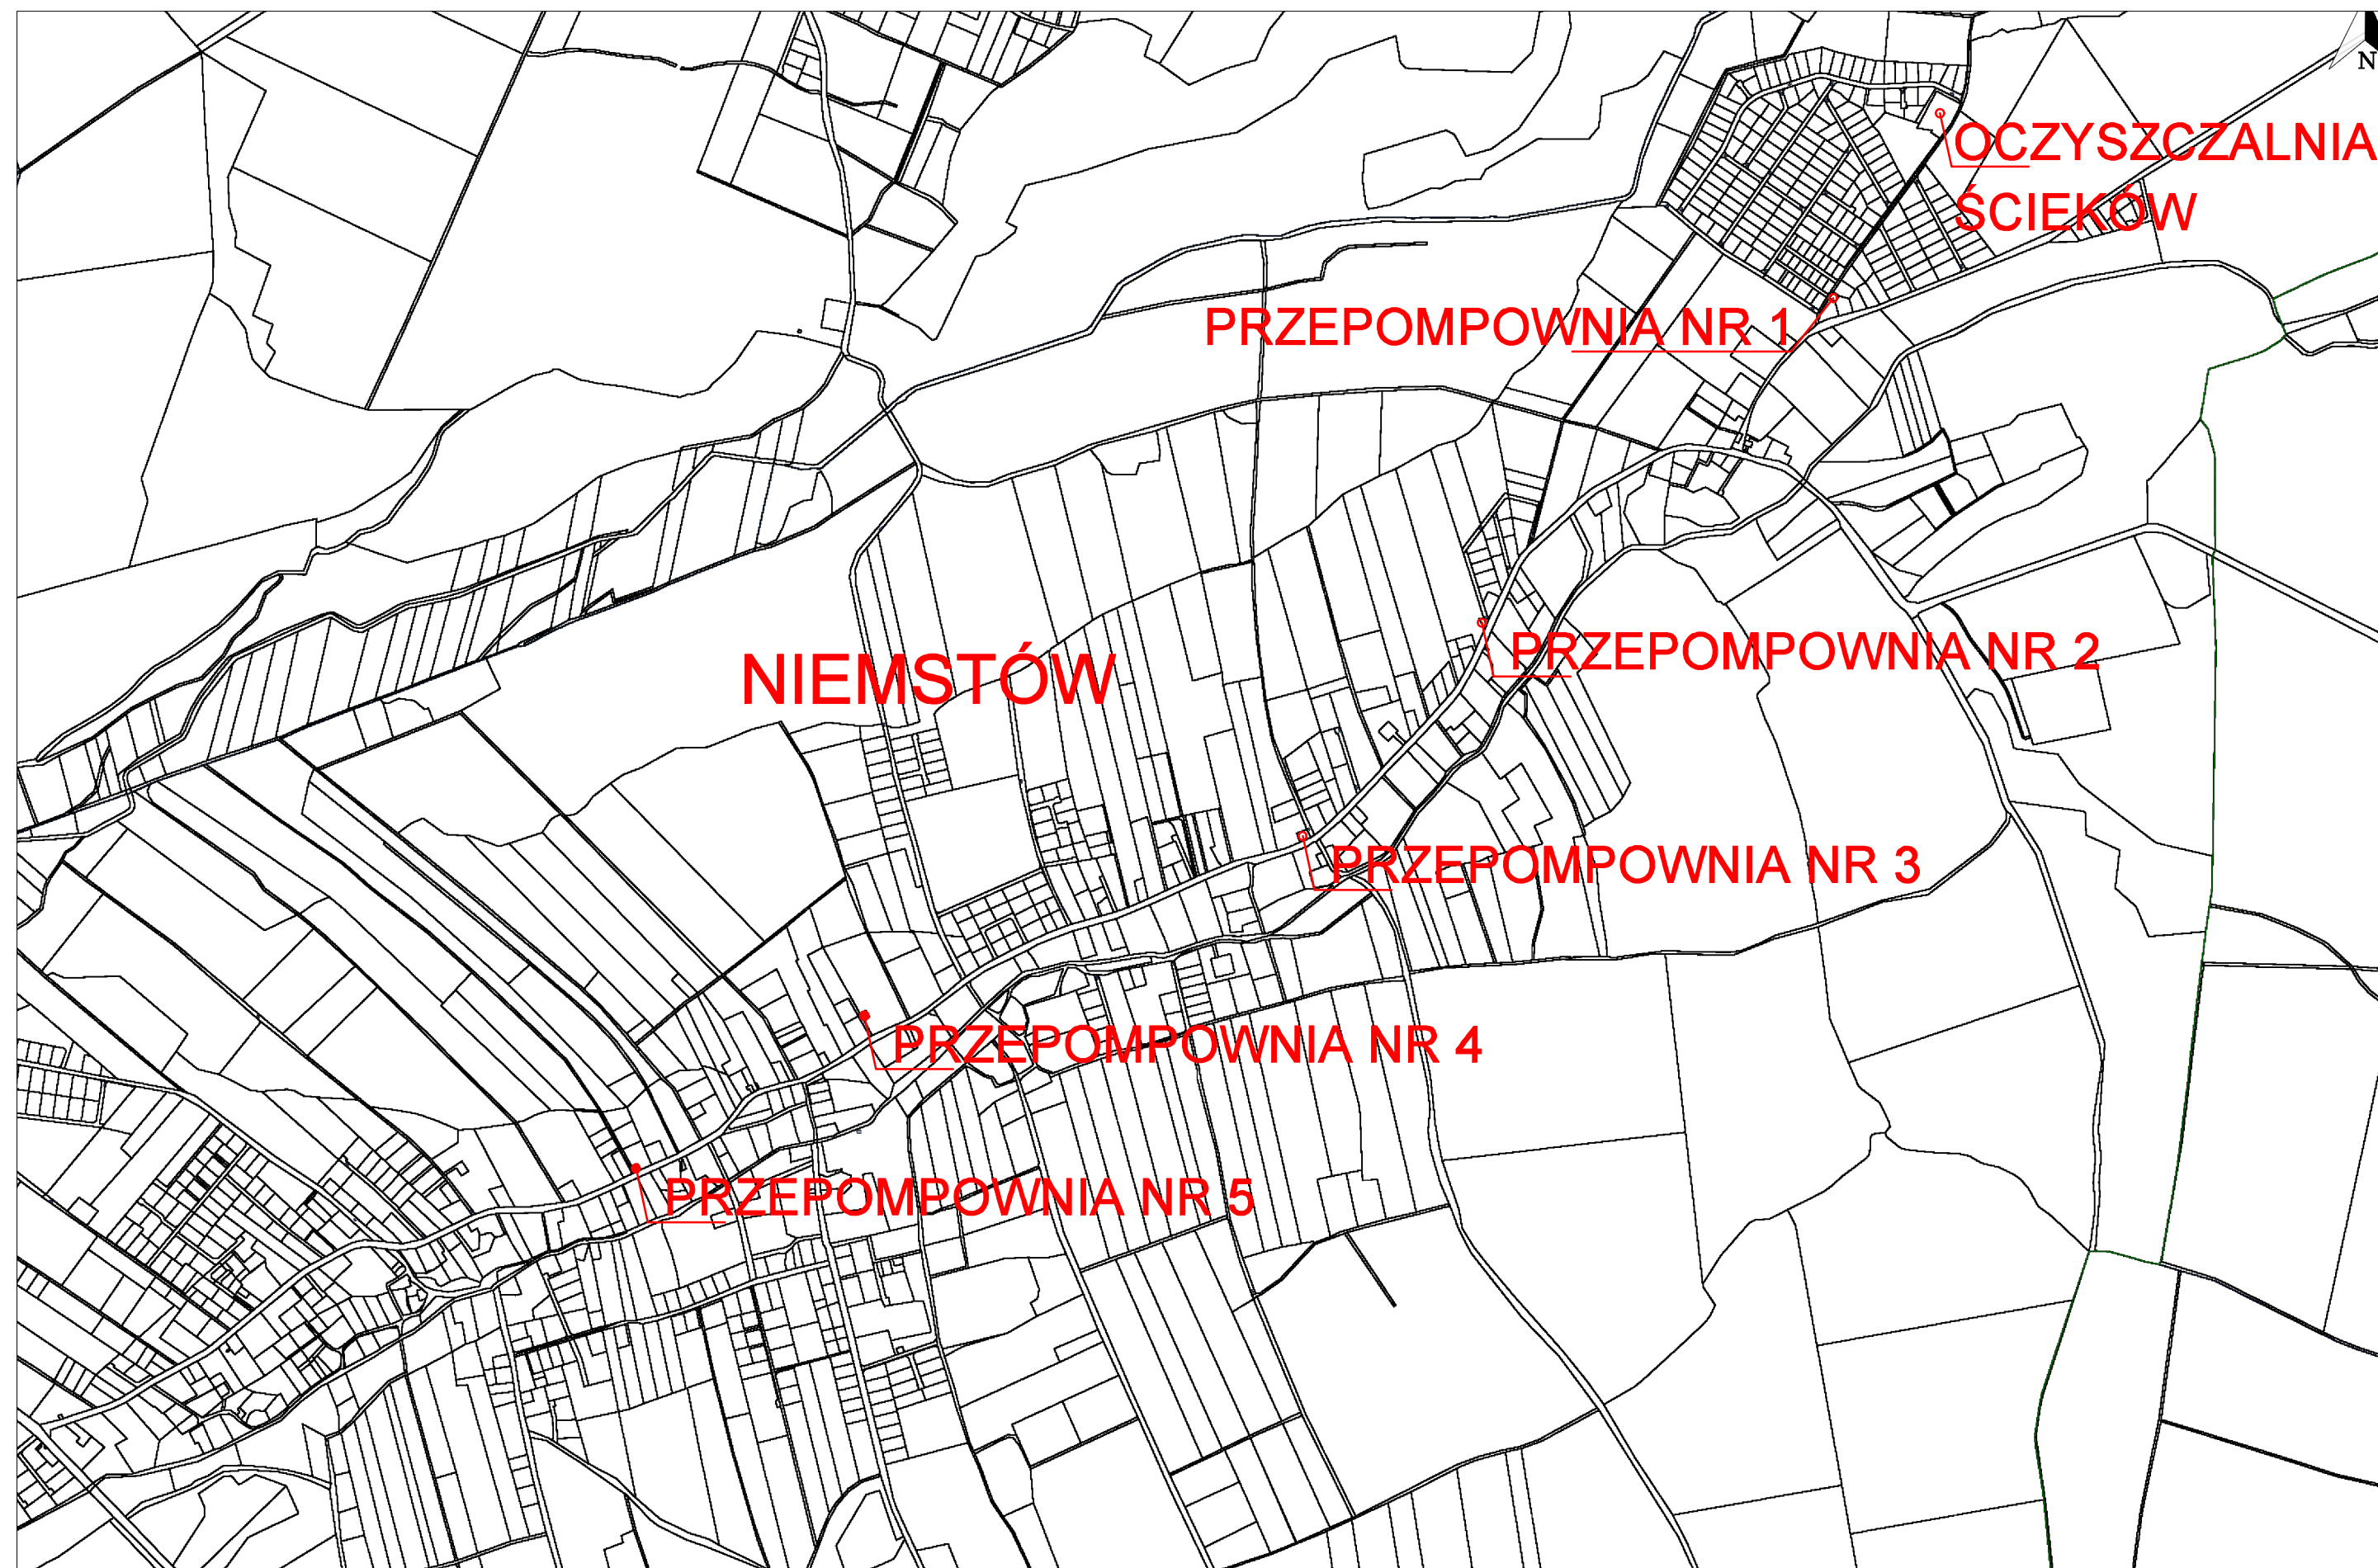 N
OCZYSZCZALNIA
ŚCIEKÓW
PRZEPOMPOWNIA NR 1
PRZEPOMPOWNIA NR 2
NIEMSTÓW
PRZEPOMPOWNIA NR 3
PRZEPOMPOWNIA NR 4
PRZEPOMPOWNIA NR 5